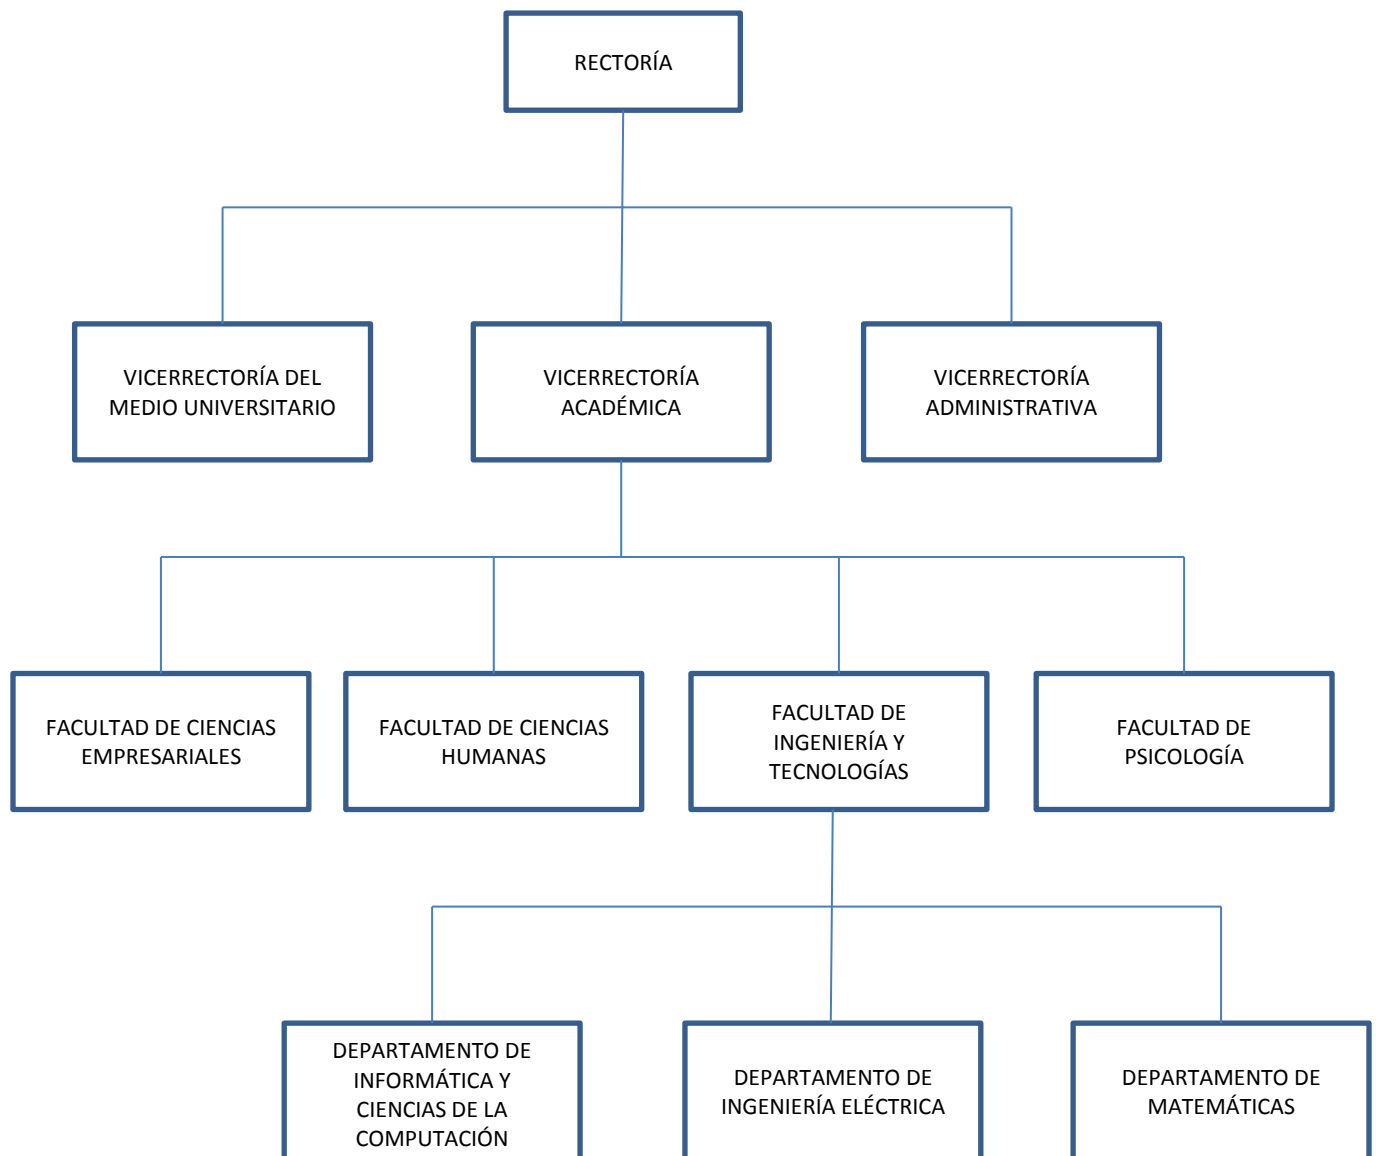 RECTORÍA
VICERRECTORÍA DEL
MEDIO UNIVERSITARIO
VICERRECTORÍA
ACADÉMICA
VICERRECTORÍA
ADMINISTRATIVA
FACULTAD DE CIENCIAS
EMPRESARIALES
FACULTAD DE CIENCIAS
HUMANAS
FACULTAD DE
INGENIERÍA Y
TECNOLOGÍAS
FACULTAD DE
PSICOLOGÍA
DEPARTAMENTO DE
INFORMÁTICA Y
CIENCIAS DE LA
COMPUTACIÓN
DEPARTAMENTO DE
INGENIERÍA ELÉCTRICA
DEPARTAMENTO DE
MATEMÁTICAS